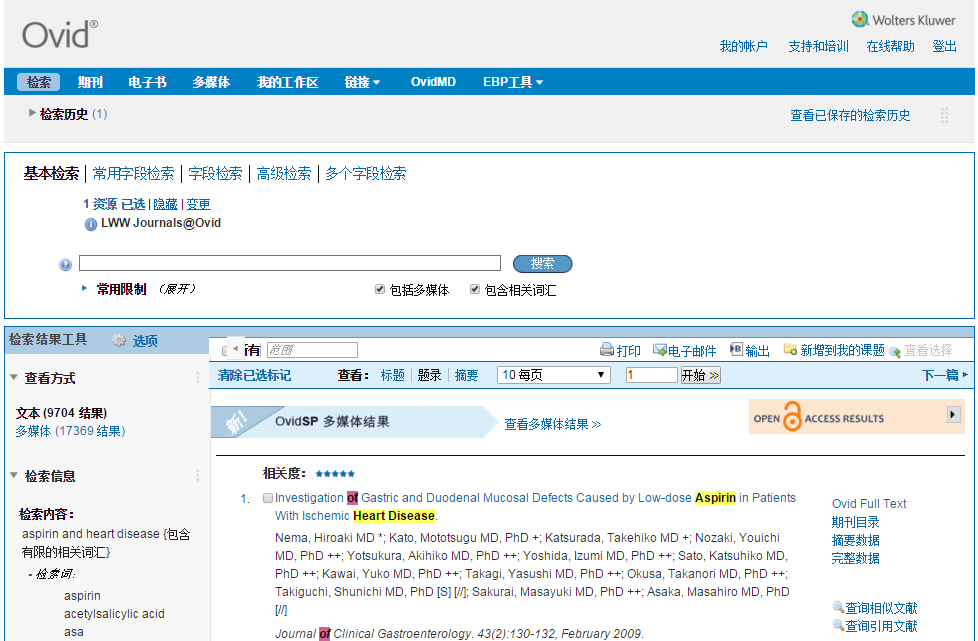 Ovid®
Wolters Kluwer
我的帐户 支持和培训 在线帮助 登出
检索 期刊 电子书 多媒体 我的工作区 链接 OvidMD EBP工具
检索历史 (1) 查看已保存的检索历史
基本检索 | 常用字段检索 | 字段检索 | 高级检索 | 多个字段检索
1 资源 已选 | 隐藏 | 变更
LWW Journals@Ovid
搜索
常用限制 （展开） 包括多媒体 包含相关词汇
检索结果工具 选项
所有 范围 打印 电子邮件 输出 新增到我的课题 查看选择
清除已选标记 查看： 标题 | 题录 | 摘要 10 每页 1 开始 >> 下一篇
查看方式
文本 (9704 结果)
多媒体 (17369 结果)
新! OvidSP 多媒体结果 查看多媒体结果 >>
OPEN ACCESS RESULTS
检索信息
检索内容:
aspirin and heart disease {包含
有限的相关词汇}
- 检索词:
aspirin
acetylsalicylic acid
asa
相关度: ★★★★★
1. Investigation of Gastric and Duodenal Mucosal Defects Caused by Low-dose Aspirin in Patients
With Ischemic Heart Disease.
Nema, Hiroaki MD *; Kato, Mototsugu MD, PhD +; Katsurada, Takehiko MD +; Nozaki, Youichi
MD, PhD ++; Yotsukura, Akihiko MD, PhD ++; Yoshida, Izumi MD, PhD ++; Sato, Katsuhiko MD,
PhD ++; Kawai, Yuko MD, PhD ++; Takagi, Yasushi MD, PhD ++; Okusa, Takanori MD, PhD ++;
Takiguchi, Shunichi MD, PhD [S] [//]; Sakurai, Masayuki MD, PhD ++; Asaka, Masahiro MD, PhD
[//]
Journal of Clinical Gastroenterology. 43(2):130-132, February 2009.
Ovid Full Text
期刊目录
摘要数据
完整数据
查询相似文献
查询引用文献